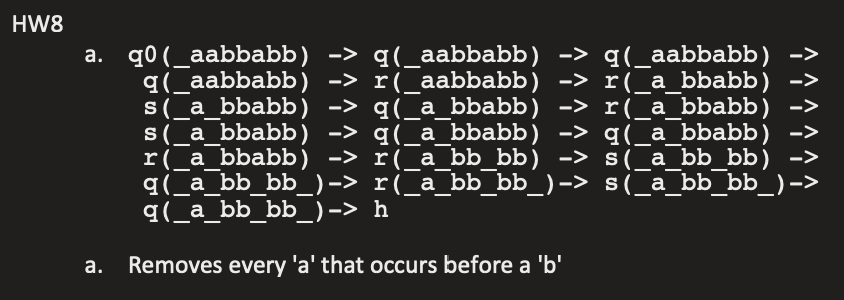 HW8
a. q0(_aabbabb) -> q(_aabbabb) -> q(_aabbabb) ->
q(_aabbabb) -> r(_aabbabb) -> r(_a_bbabb) ->
s(_a_bbabb) -> q(_a_bbabb) -> r(_a_bbabb) ->
s(_a_bbabb) -> q(_a_bbabb) -> q(_a_bbabb) ->
r(_a_bbabb) -> r(_a_bb_bb) -> s(_a_bb_bb) ->
q(_a_bb_bb_)-> r(_a_bb_bb_)-> s(_a_bb_bb_)->
q(_a_bb_bb_)-> h
a. Removes every 'a' that occurs before a 'b'